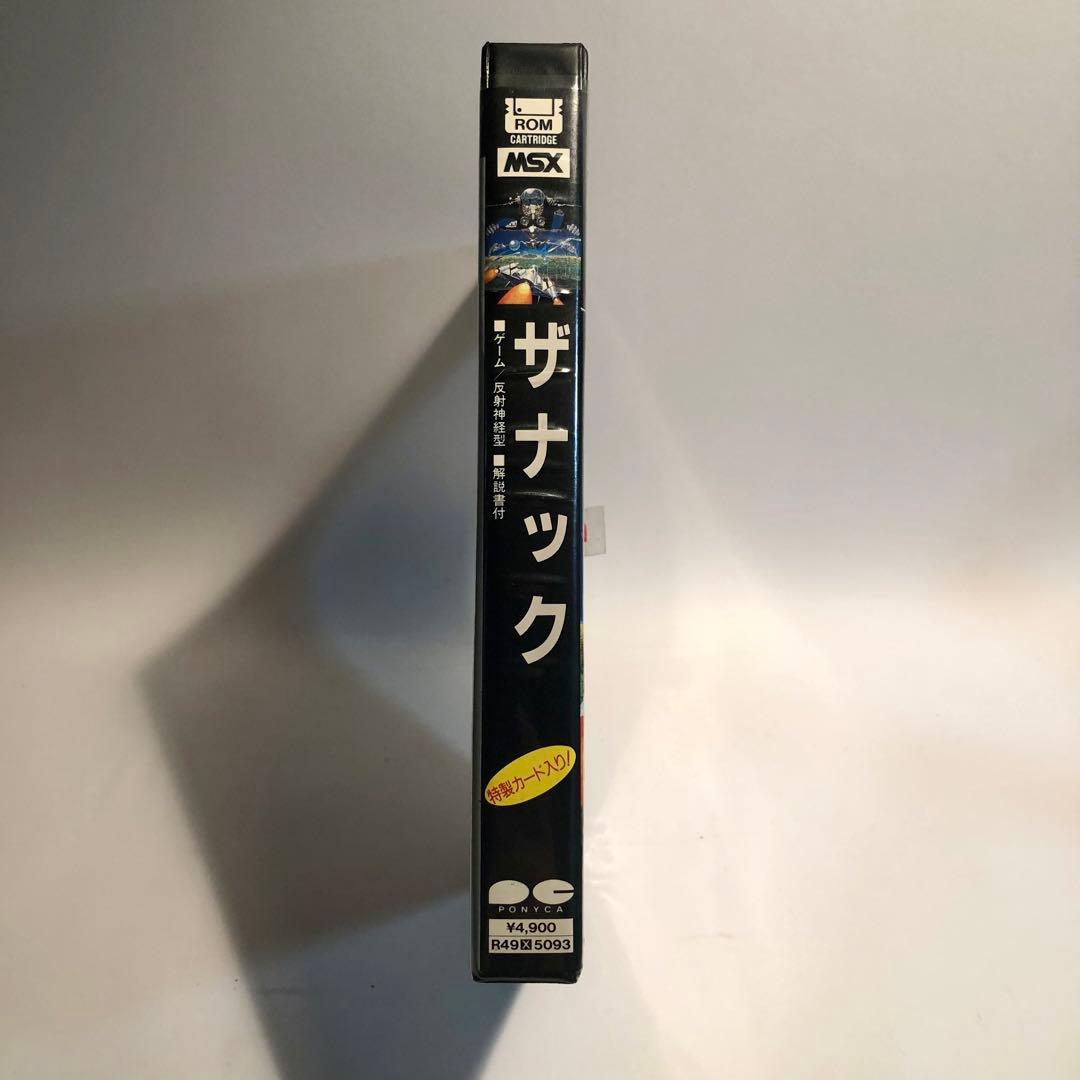 ROM
CARTRIDGE
MSX
ザナック
■ゲーム/反射神経型 ■解説書付
特製カード入り!
PC
PONYCA
¥4,900
R49X5093